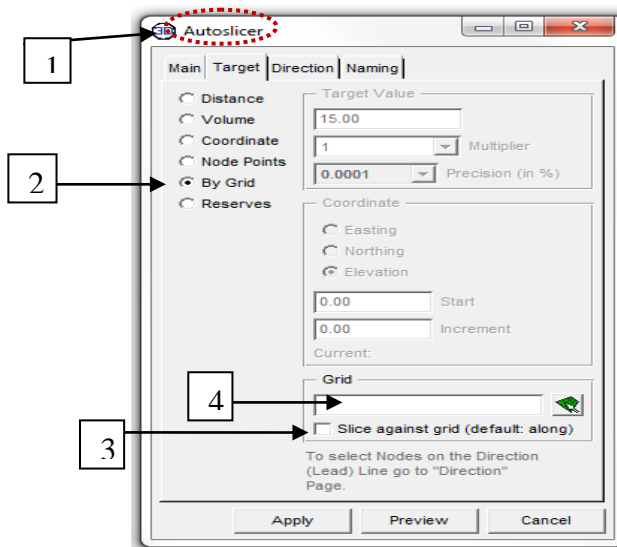 1
Autoslicer
Main Target Direction Naming
Distance
Volume
Coordinate
Node Points
By Grid
Reserves
2
Target Value
15.00
1 Multiplier
0.0001 Precision (in %)
Coordinate
Easting
Northing
Elevation
0.00 Start
0.00 Increment
Current:
Grid
4
3
Slice against grid (default: along)
To select Nodes on the Direction
(Lead) Line go to "Direction"
Page.
Apply Preview Cancel